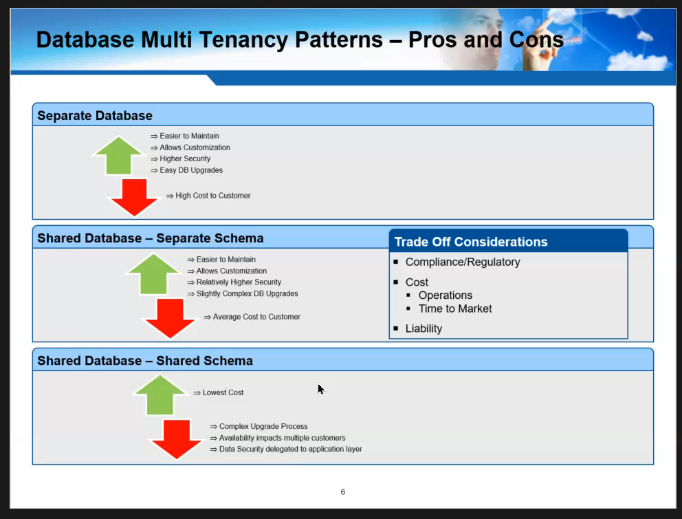 Database Multi Tenancy Patterns – Pros and Cons
Separate Database
⇒ Easier to Maintain
⇒ Allows Customization
⇒ Higher Security
⇒ Easy DB Upgrades
⇒ High Cost to Customer
Shared Database – Separate Schema
⇒ Easier to Maintain
⇒ Allows Customization
⇒ Relatively Higher Security
⇒ Slightly Complex DB Upgrades
⇒ Average Cost to Customer
Trade Off Considerations
▪ Compliance/Regulatory
▪ Cost
▪ Operations
▪ Time to Market
▪ Liability
Shared Database – Shared Schema
⇒ Lowest Cost
⇒ Complex Upgrade Process
⇒ Availability impacts multiple customers
⇒ Data Security delegated to application layer
6